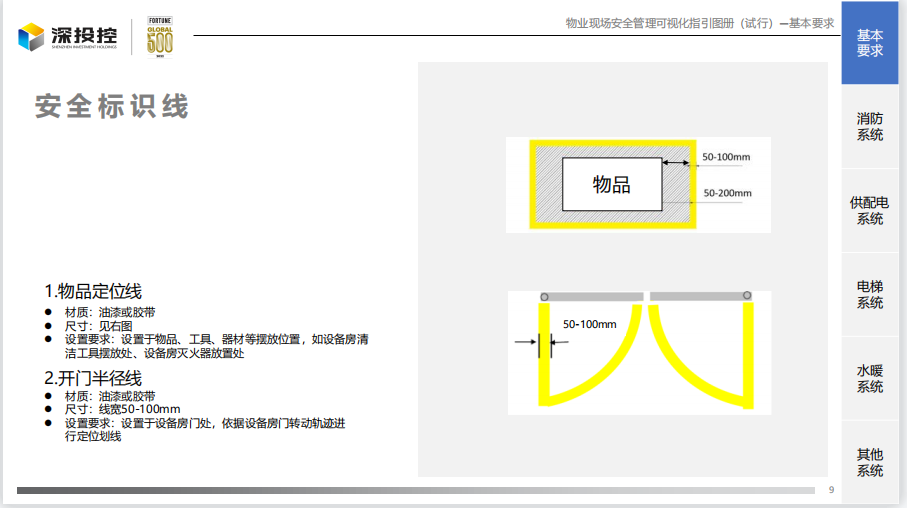 深投控
SHENZHEN INVESTMENT HOLDINGS
FORTUNE
GLOBAL
500
物业现场安全管理可视化指引图册（试行）—基本要求
基本
要求
安全标识线
消防
系统
供配电
系统
电梯
系统
水暖
系统
其他
系统
物品
50-100mm
50-200mm
1.物品定位线
● 材质：油漆或胶带
● 尺寸：见右图
● 设置要求：设置于物品、工具、器材等摆放位置，如设备房清
洁工具摆放处、设备房灭火器放置处
2.开门半径线
● 材质：油漆或胶带
● 尺寸：线宽50-100mm
● 设置要求：设置于设备房门处，依据设备房门转动轨迹进
行定位划线
50-100mm
9